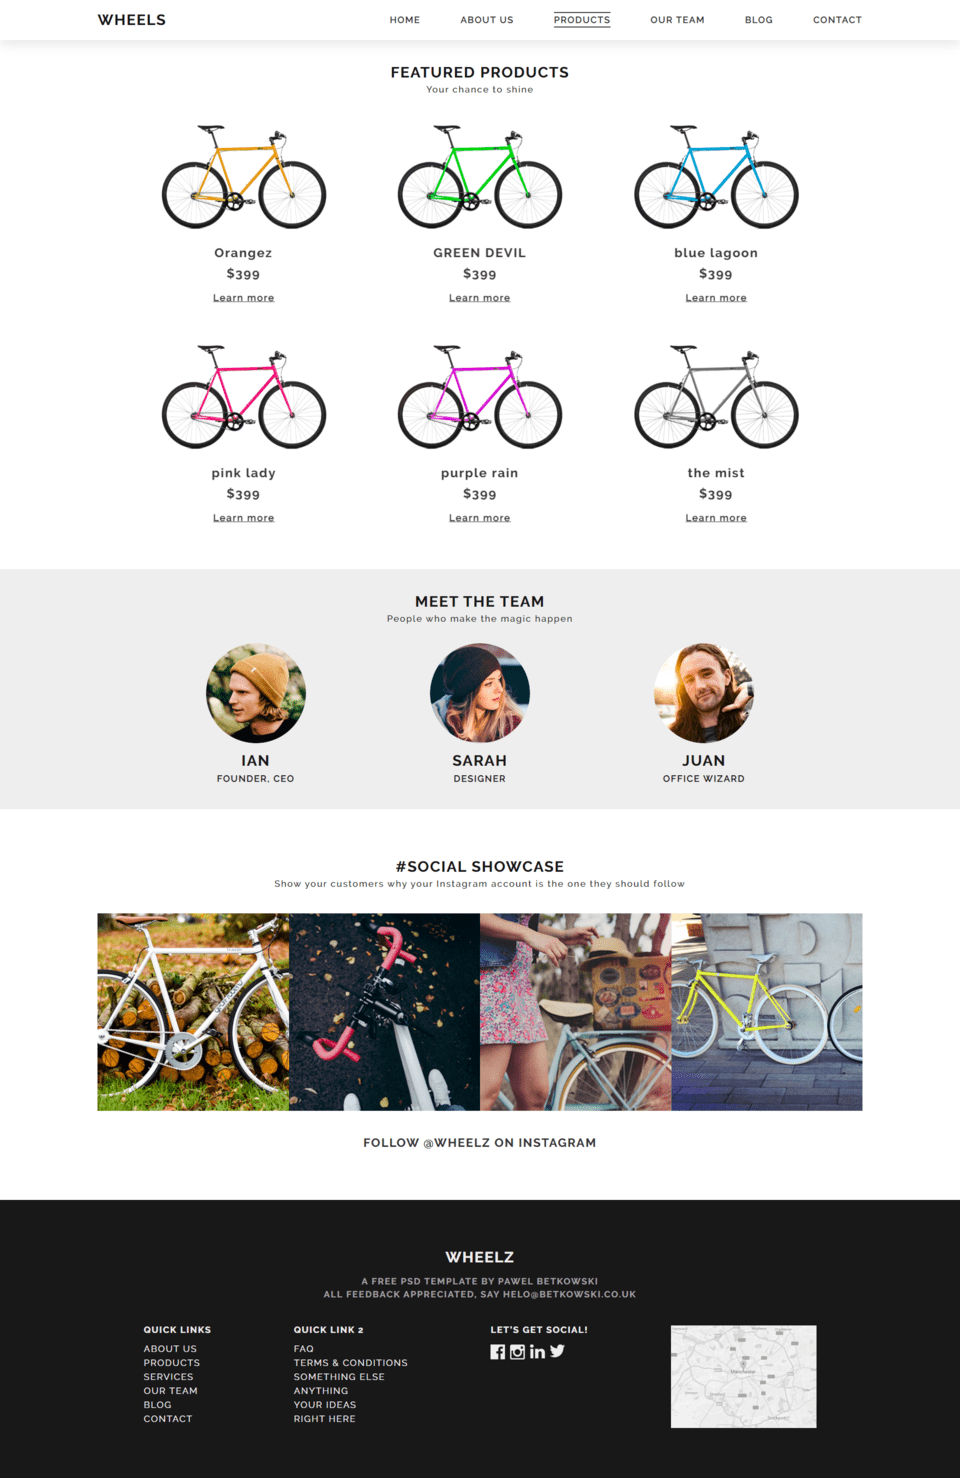 WHEELS
HOME ABOUT US PRODUCTS OUR TEAM BLOG CONTACT
FEATURED PRODUCTS
Your chance to shine
Orangez GREEN DEVIL blue lagoon
$399 $399 $399
Learn more Learn more Learn more
pink lady purple rain the mist
$399 $399 $399
Learn more Learn more Learn more
MEET THE TEAM
People who make the magic happen
IAN SARAH JUAN
FOUNDER, CEO DESIGNER OFFICE WIZARD
#SOCIAL SHOWCASE
Show your customers why your Instagram account is the one they should follow
FOLLOW @WHEELZ ON INSTAGRAM
WHEELZ
A FREE PSD TEMPLATE BY PAWEL BETKOWSKI
ALL FEEDBACK APPRECIATED, SAY HELO@BETKOWSKI.CO.UK
QUICK LINKS
ABOUT US
PRODUCTS
SERVICES
OUR TEAM
BLOG
CONTACT
QUICK LINK 2
FAQ
TERMS & CONDITIONS
SOMETHING ELSE
ANYTHING
YOUR IDEAS
RIGHT HERE
LET'S GET SOCIAL!
Manchester